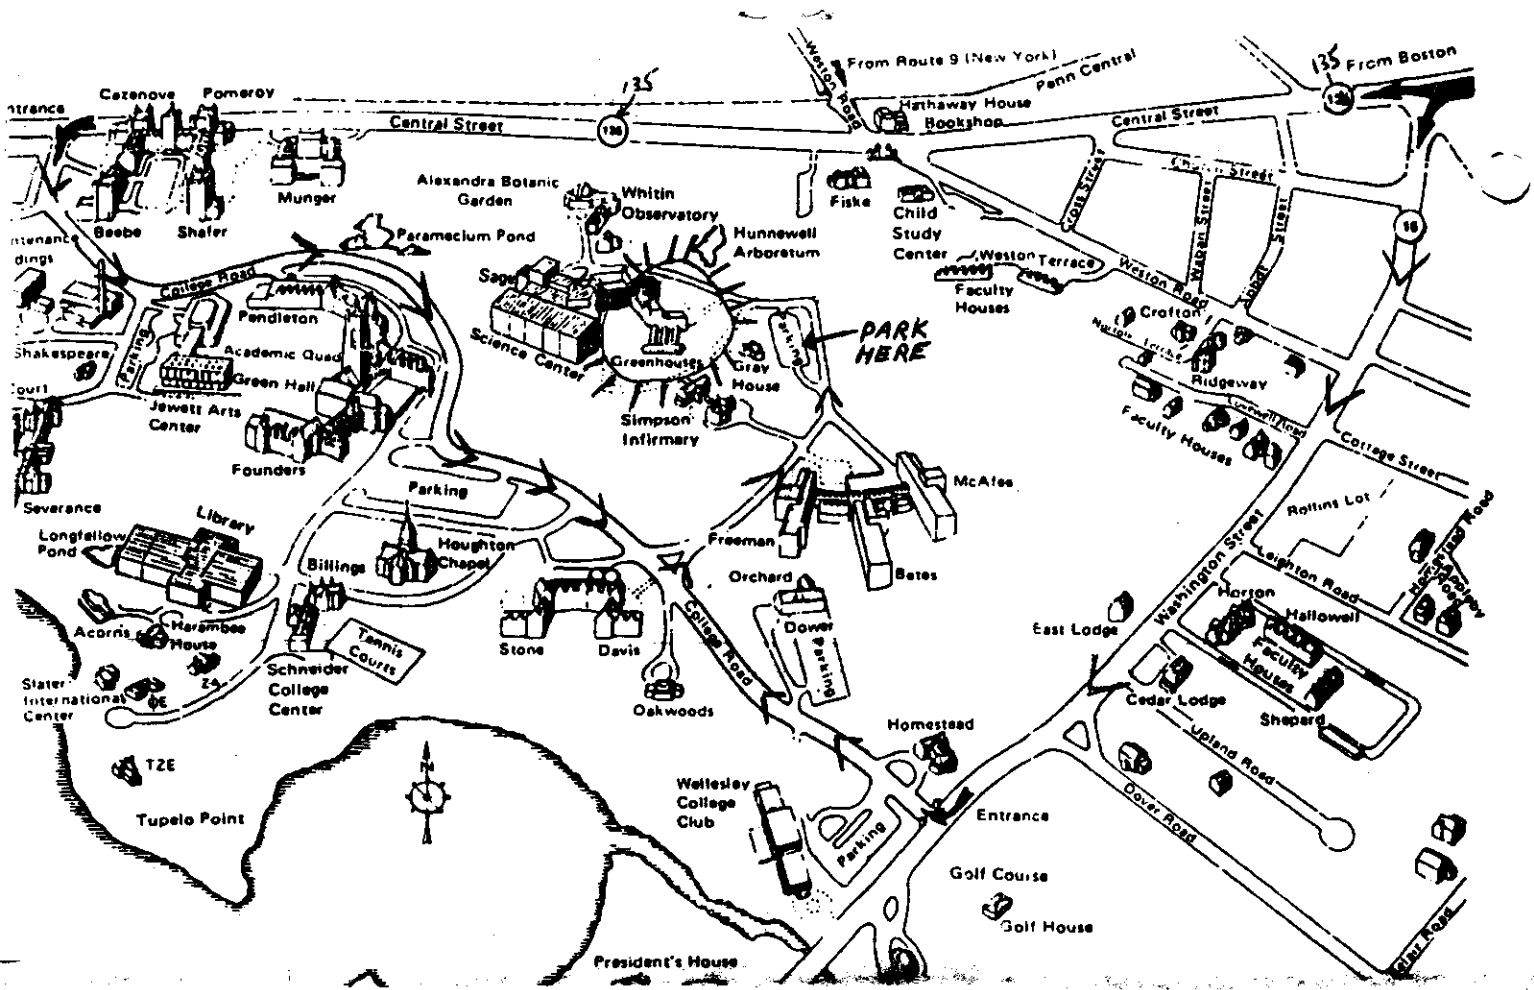 135
From Route 9 (New York)
Penn Central
Weston Road
135
From Boston
Cazenove
Pomeroy
Central Street
Hathaway House
Bookshop
Central Street
Munger
Alexandra Botanic
Garden
Whitin
Observatory
Fiske
Child
Study
Center
Cross Street
Waban Street
Street
16
Beebe
Shafer
Paramecium Pond
Hunnewell
Arboretum
Weston Terrace
Faculty
Houses
Weston Road
College Road
Pendleton
Science Center
Greenhouses
Parking
PARK
HERE
Gray
House
Crofton
Ridgeway
Faculty Houses
Shakespeare
Parking
Academic Quad
Green Hall
Jewett Arts
Center
Founders
Simpson
Infirmary
Cottage Street
Severance
Parking
McAfee
Rollins Lot
Longfellow
Pond
Library
Billings
Houghton
Chapel
Freeman
Bates
Washington Street
Leighton Road
Orchard
Dower
Parking
Horton
Hallowell
Faculty
Houses
Shepard
Acorns
Harambee
House
ZA
Tennis
Courts
Stone
Davis
East Lodge
Cedar Lodge
Slater
International
Center
Schneider
College
Center
College Road
Oakwoods
Homestead
Upland Road
TZE
N
Tupelo Point
Wellesley
College
Club
Parking
Entrance
Dover Road
Golf Course
Golf House
President's House